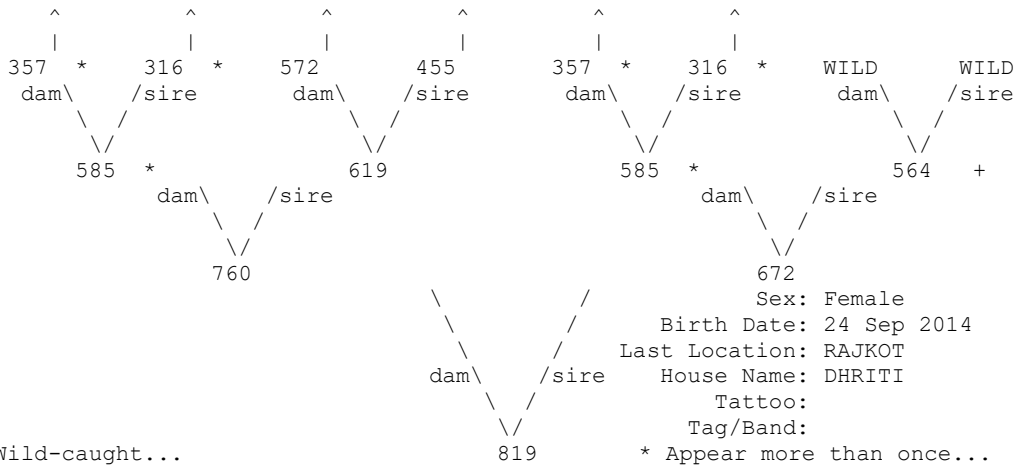 ^ ^ ^ ^ ^ ^
| | | | | |
357 * 316 * 572 455 357 * 316 * WILD WILD
dam\ /sire dam\ /sire dam\ /sire dam\ /sire
\ / \ / \ / \ /
\/ \/ \/ \/
585 * 619 585 * 564 +
dam\ /sire dam\ /sire
\ / \ /
\/ \/
760 672
\ / Sex: Female
\ / Birth Date: 24 Sep 2014
\ / Last Location: RAJKOT
dam\ /sire House Name: DHRITI
\ / Tattoo:
\/ Tag/Band:
Wild-caught... 819 * Appear more than once...